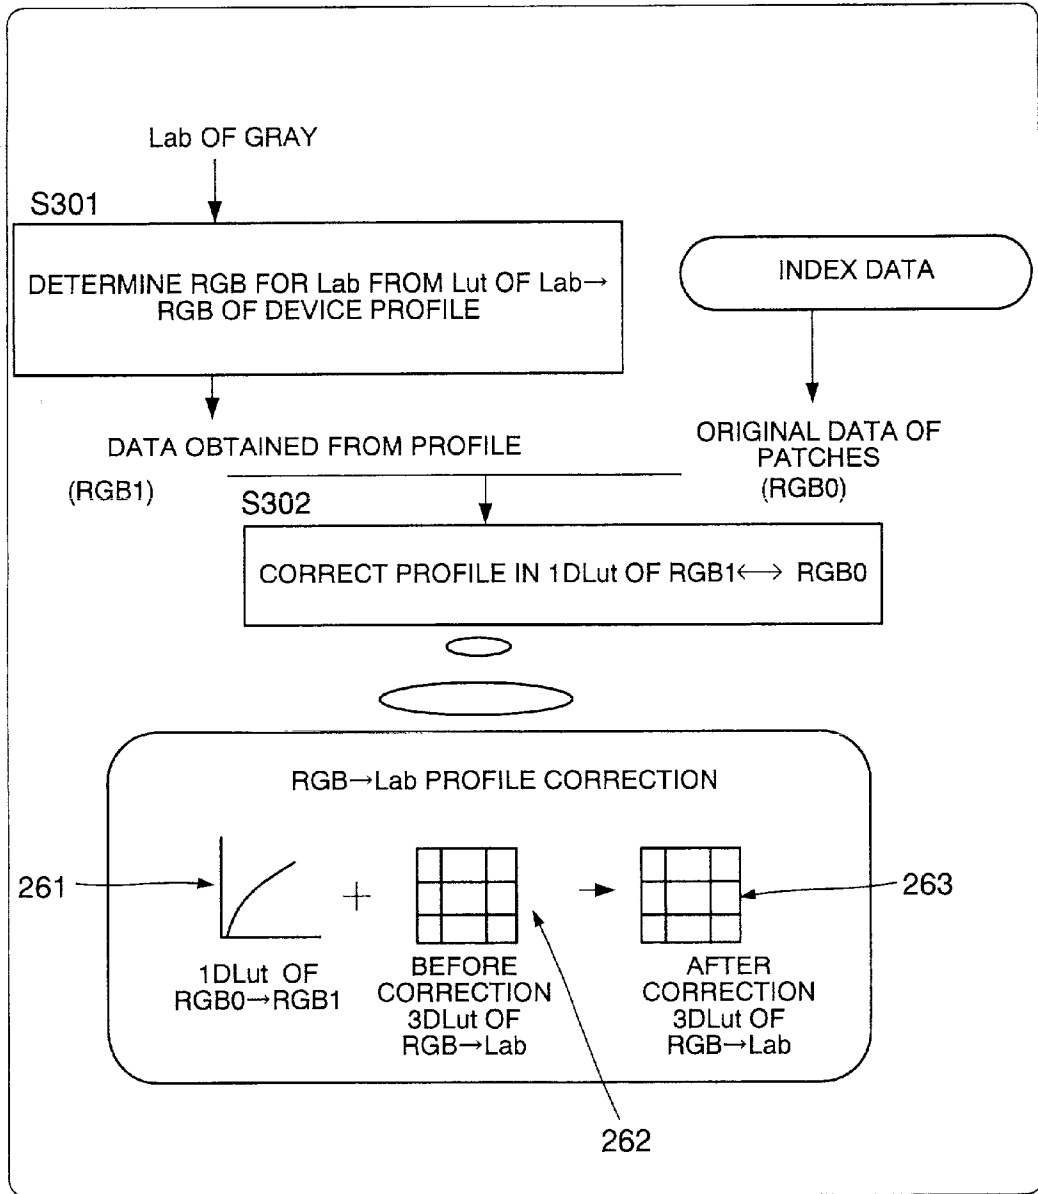 Lab OF GRAY
S301
DETERMINE RGB FOR Lab FROM Lut OF Lab→
RGB OF DEVICE PROFILE
INDEX DATA
DATA OBTAINED FROM PROFILE
(RGB1)
ORIGINAL DATA OF
PATCHES
(RGB0)
S302
CORRECT PROFILE IN 1DLut OF RGB1⟷ RGB0
RGB→Lab PROFILE CORRECTION
261
+
263
1DLut OF
RGB0→RGB1
BEFORE
CORRECTION
3DLut OF
RGB→Lab
AFTER
CORRECTION
3DLut OF
RGB→Lab
262